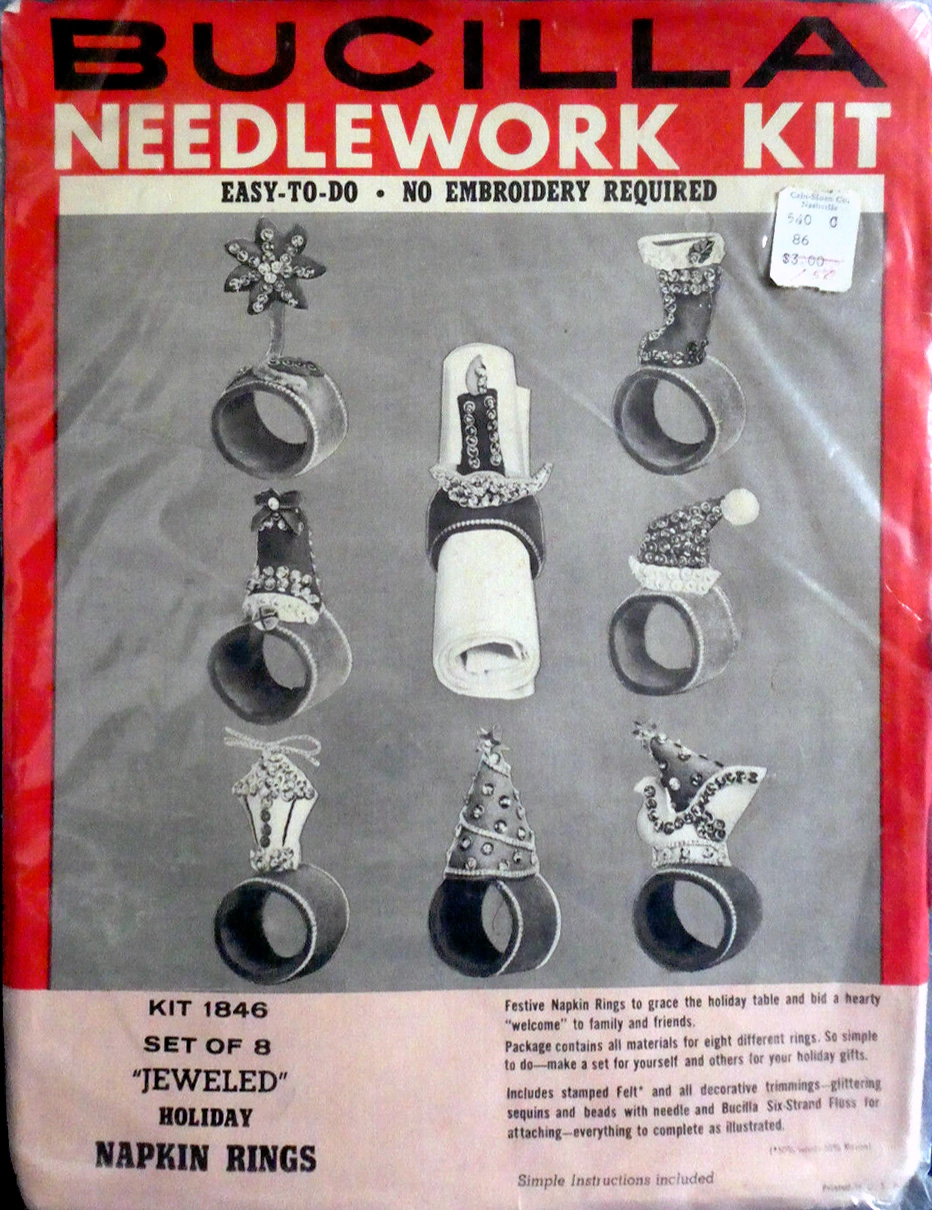 BUCILLA
NEEDLEWORK KIT
EASY-TO-DO • NO EMBROIDERY REQUIRED
Nashville
540 C
86
$3.00
KIT 1846
SET OF 8
"JEWELED"
HOLIDAY
NAPKIN RINGS
Festive Napkin Rings to grace the holiday table and bid a hearty
"welcome" to family and friends.
Package contains all materials for eight different rings. So simple
to do—make a set for yourself and others for your holiday gifts.
Includes stamped Felt* and all decorative trimmings—glittering
sequins and beads with needle and Bucilla Six-Strand Floss for
attaching—everything to complete as illustrated.
Simple Instructions included
Printed